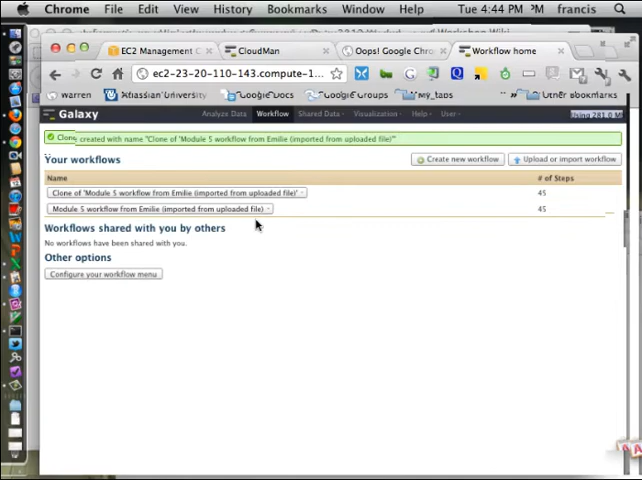 Chrome File Edit View History Bookmarks Window Tue 4:44 PM francis
EC2 Management C CloudMan Oops! Google Chro Workflow home
ec2-23-20-110-143.compute-1...
warren University GoogleDocs Google Groups My_tabs » Other Bookmarks
Galaxy Analyze Data Workflow Shared Data Visualization Help User Using 281.0 M
created with name "Clone of 'Module 5 workflow from Emilie (imported from uploaded file)'"
Your workflows Create new workflow Upload or import workflow
Name # of Steps
Clone of 'Module 5 workflow from Emilie (imported from uploaded file)' 45
Module 5 workflow from Emilie (imported from uploaded file) 45
Workflows shared with you by others
No workflows have been shared with you.
Other options
Configure your workflow menu